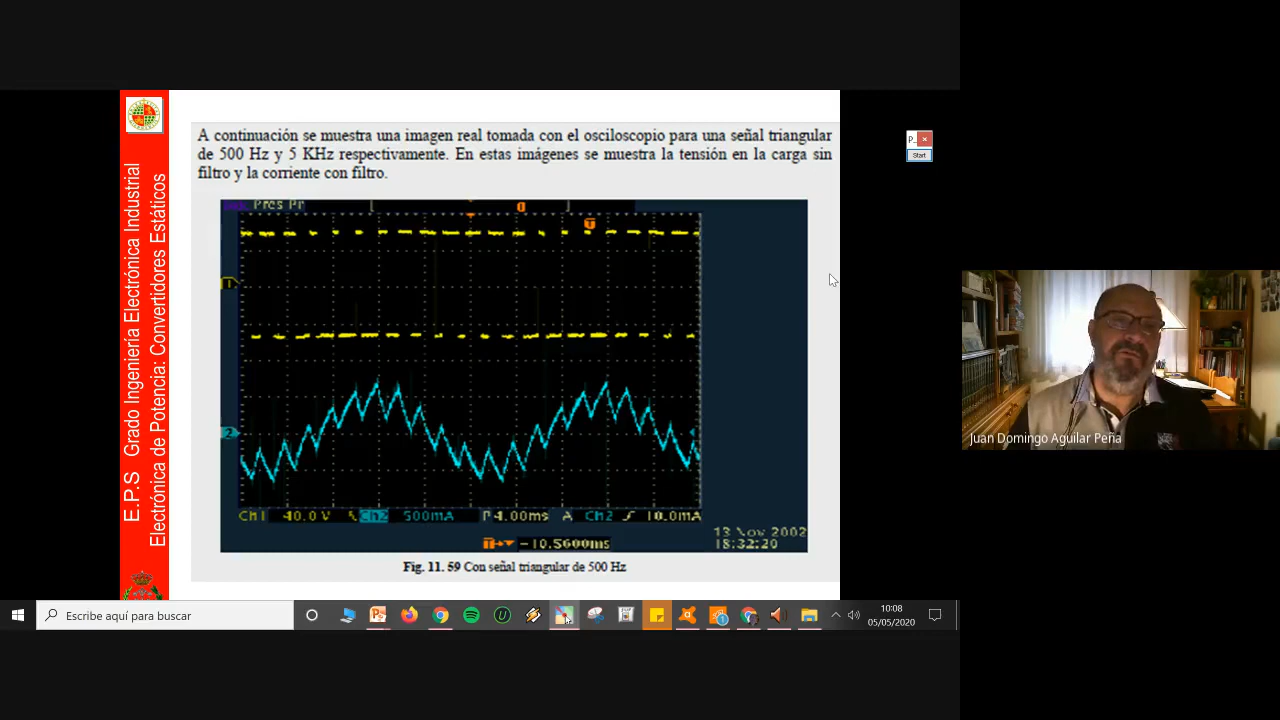 E.P.S Grado Ingeniería Electrónica Industrial
Electrónica de Potencia: Convertidores Estáticos
A continuación se muestra una imagen real tomada con el osciloscopio para una señal triangular
de 500 Hz y 5 KHz respectivamente. En estas imágenes se muestra la tensión en la carga sin
filtro y la corriente con filtro.
Pres Pr
T
1
2
Ch1 40.0 V Ch2 500mA P 4.00ms A Ch2 10.0mA
13 Nov 2002
18:32:20
T -10.5600ms
Fig. 11. 59 Con señal triangular de 500 Hz
P...
Start
Juan Domingo Aguilar Peña
Escribe aquí para buscar
10:08
05/05/2020